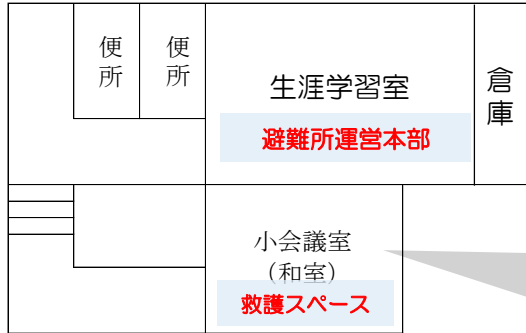 便所
便所
生涯学習室
避難所運営本部
倉庫
小会議室
（和室）
救護スペース